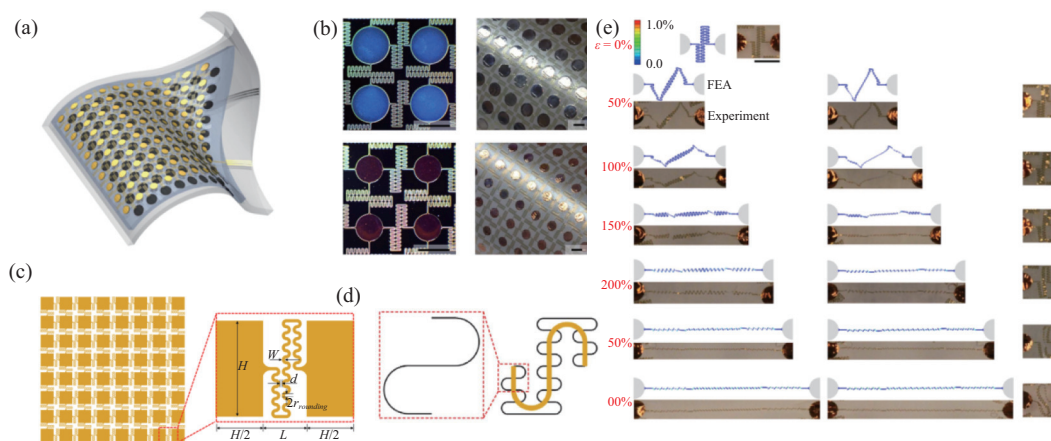 (a)
(b)
(e)
1.0%
0.0
ε = 0%
FEA
50%
Experiment
100%
150%
200%
50%
00%
(c)
(d)
H
W
d
2r_rounding
H/2
L
H/2